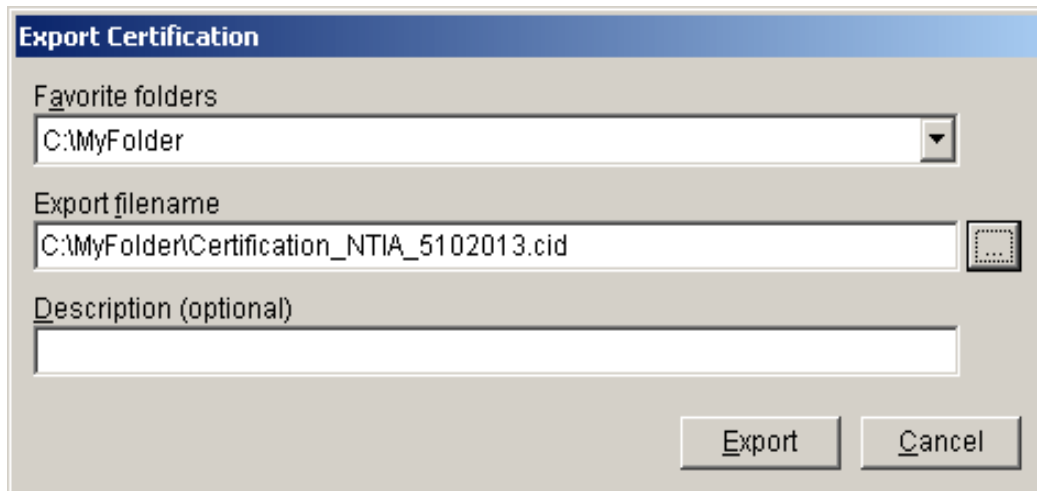 Export Certification
Favorite folders
C:\MyFolder
Export filename
C:\MyFolder\Certification_NTIA_5102013.cid
...
Description (optional)
Export
Cancel